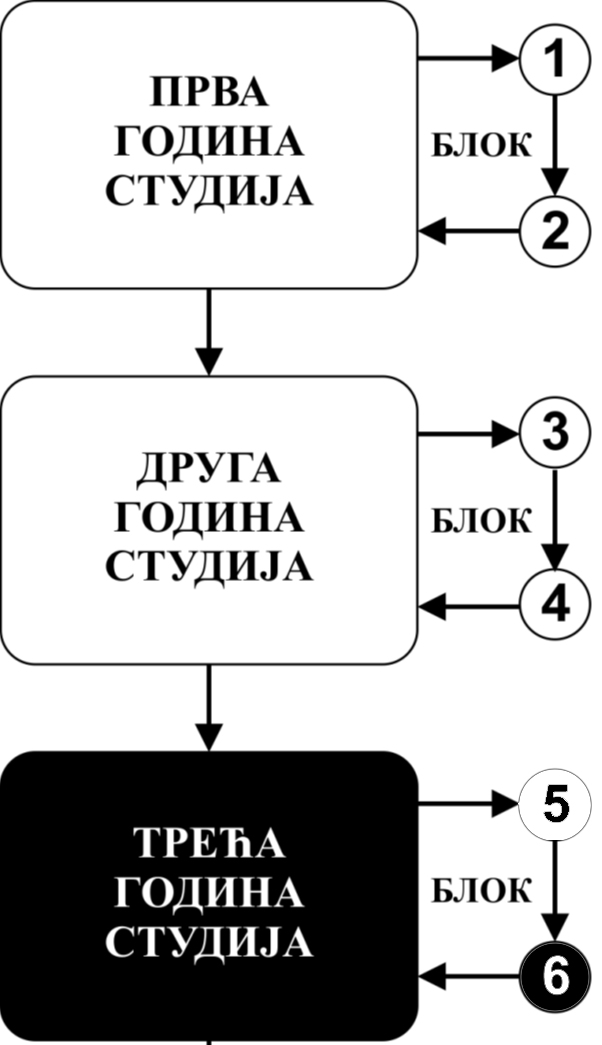 ПРВА
ГОДИНА
СТУДИЈА
1
БЛОК
2
ДРУГА
ГОДИНА
СТУДИЈА
3
БЛОК
4
ТРЕЋА
ГОДИНА
СТУДИЈА
5
БЛОК
6